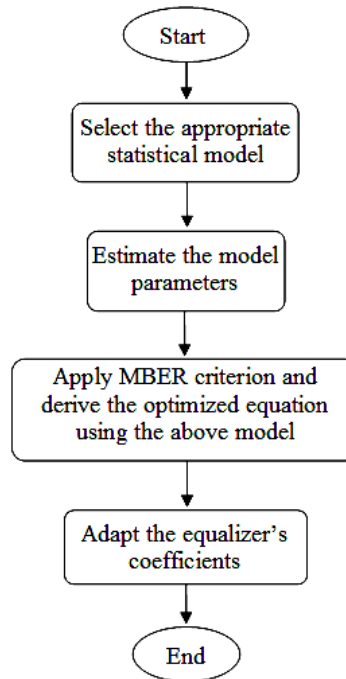 Start
Select the appropriate
statistical model
Estimate the model
parameters
Apply MBER criterion and
derive the optimized equation
using the above model
Adapt the equalizer’s
coefficients
End